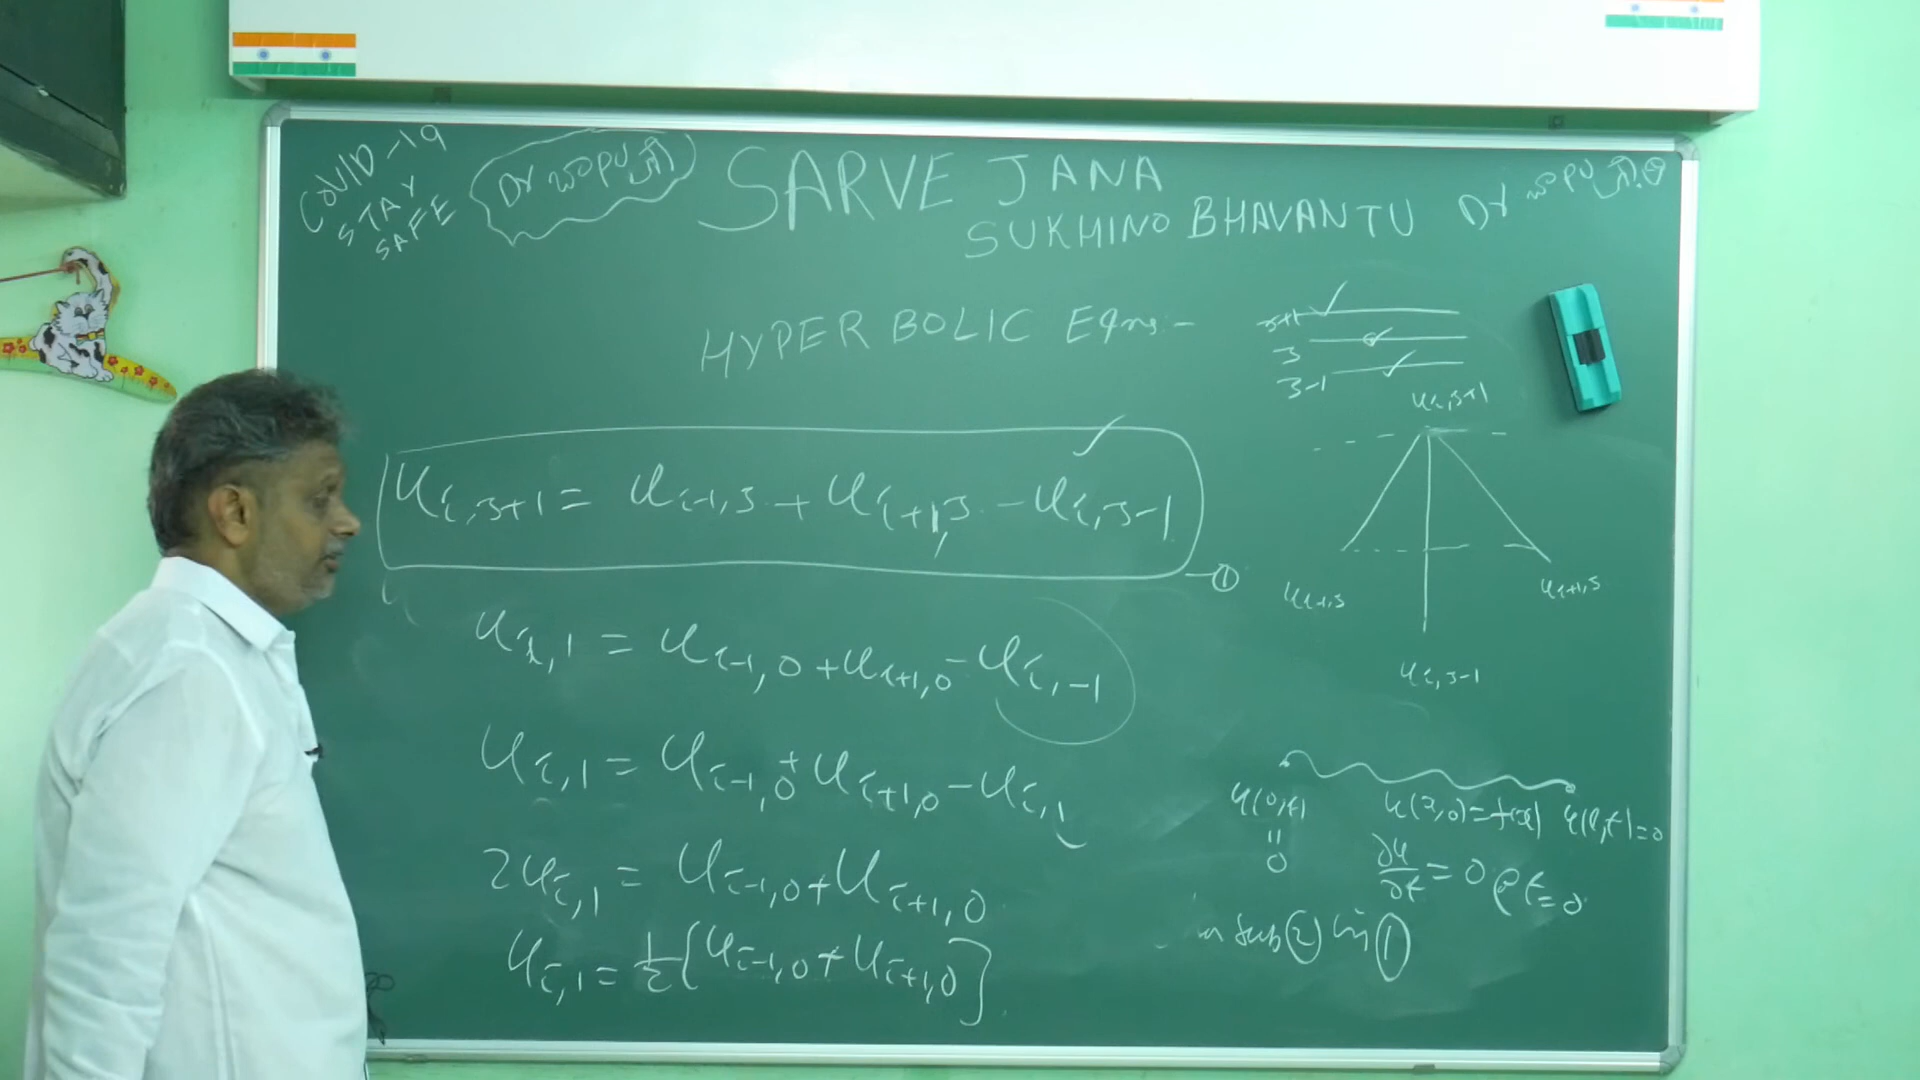 COVID-19
STAY
SAFE
Dr బాపూజీ
SARVE JANA
SUKHINO BHAVANTU
Dr
HYPERBOLIC Eqns:-
j+1
j
j-1
u_{i,j+1}
u_{i,j+1} = u_{i-1,j} + u_{i+1,j} - u_{i,j-1}
①
u_{i-1,j}
u_{i+1,j}
u_{i,j-1}
u_{i,1} = u_{i-1,0} + u_{i+1,0} - u_{i,-1}
u_{i,1} = u_{i-1,0} + u_{i+1,0} - u_{i,1}
2u_{i,1} = u_{i-1,0} + u_{i+1,0}
u_{i,1} = 1/2 [u_{i-1,0} + u_{i+1,0}]
u(0,t)
=
0
u(x,0)=f(x)
u(l,t)=0
∂u/∂t = 0 @ t=0
sub (2) in (1)